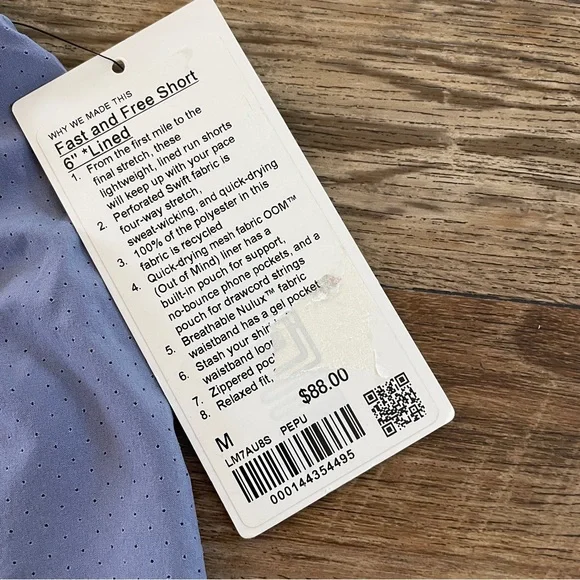 WHY WE MADE THIS
Fast and Free Short
6" *Lined
1. From the first mile to the
final stretch, these
lightweight, lined run shorts
will keep up with your pace
2. Perforated Swift fabric is
four-way stretch,
sweat-wicking, and quick-drying
3. 100% of the polyester in this
fabric is recycled
4. Quick-drying mesh fabric OOM™
(Out of Mind) liner has a
built-in pouch for support,
no-bounce phone pockets, and a
pouch for drawcord strings
5. Breathable Nulux™ fabric
waistband has a gel pocket
6. Stash your
waistband
7. Zippered
8. Relaxed fit,
$88.00
M
LM7AU8S PEPU
000144354495